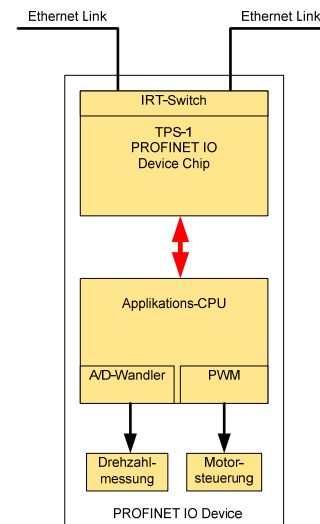 Ethernet Link
Ethernet Link
IRT-Switch
TPS-1
PROFINET IO
Device Chip
Applikations-CPU
A/D-Wandler
PWM
Drehzahl-
messung
Motor-
steuerung
PROFINET IO Device